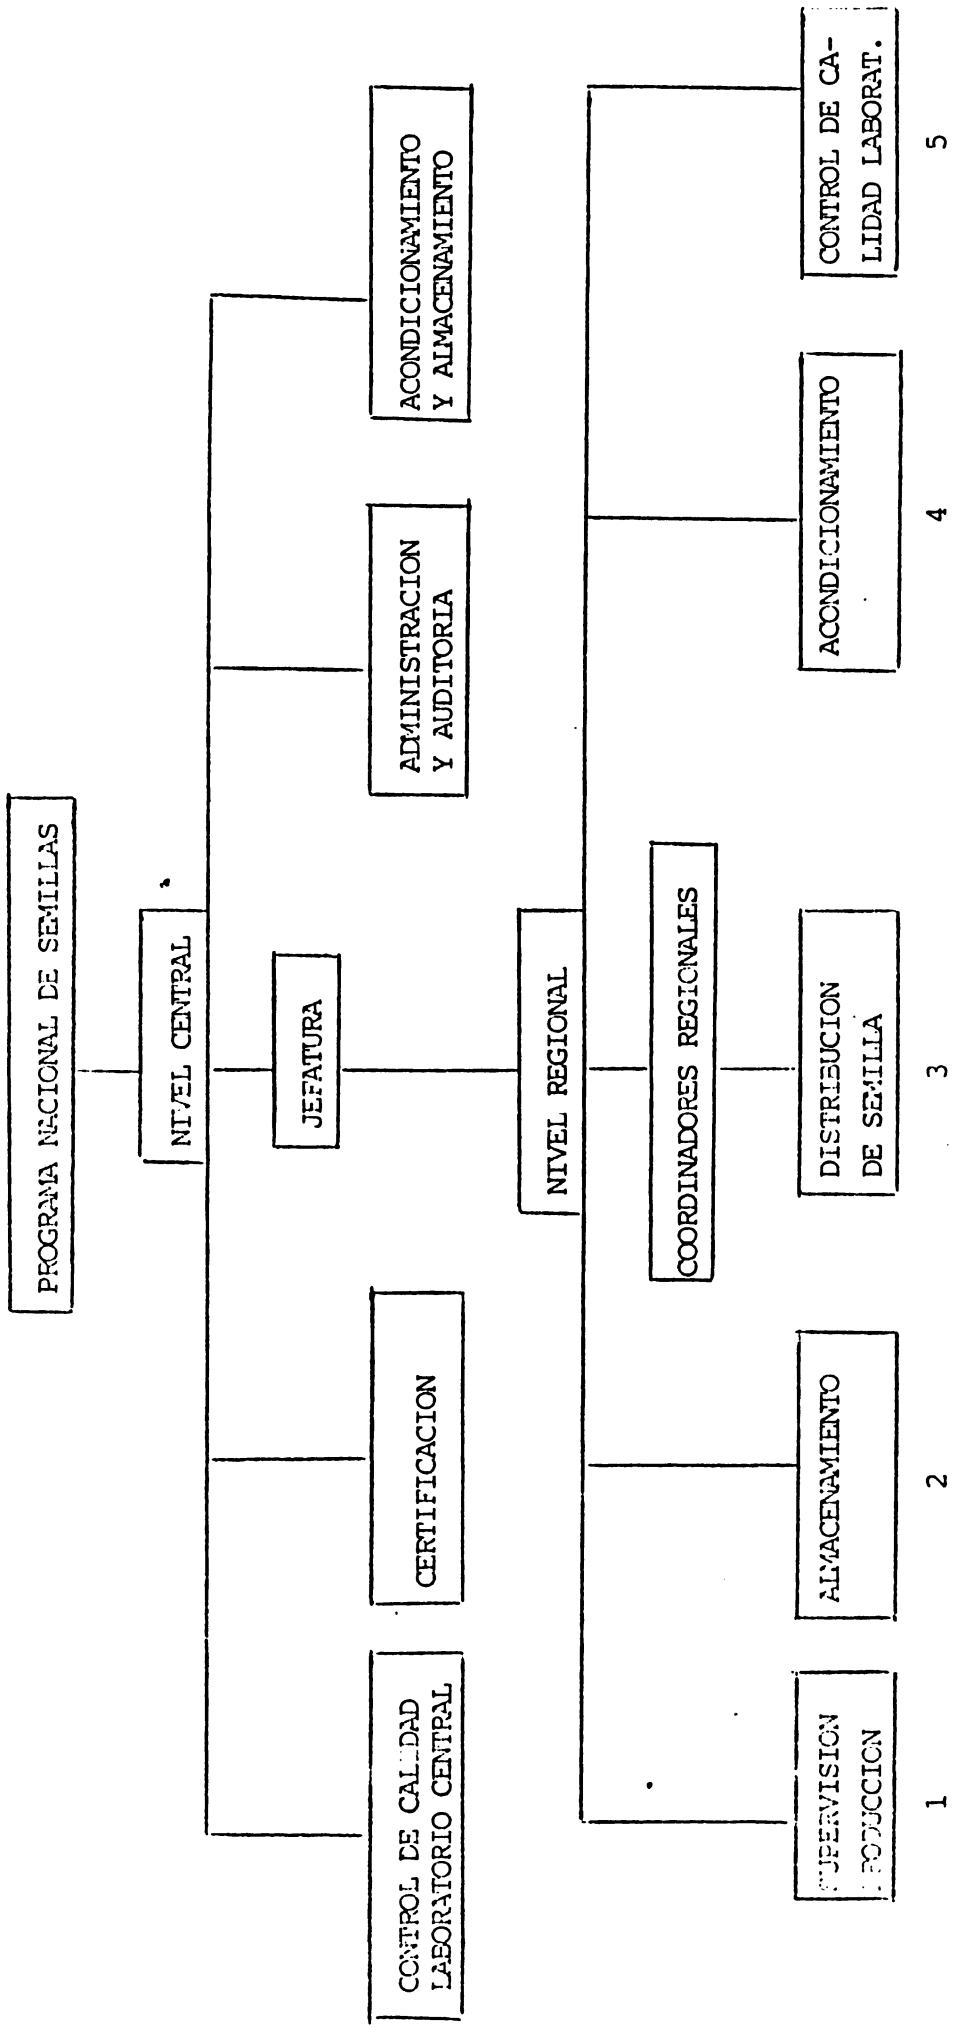 PROGRAMA NACIONAL DE SEMILLAS
NIVEL CENTRAL
JEFATURA
CONTROL DE CALIDAD
LABORATORIO CENTRAL
CERTIFICACION
ADMINISTRACION
Y AUDITORIA
ACONDICIONAMIENTO
Y ALMACENAMIENTO
NIVEL REGIONAL
COORDINADORES REGIONALES
SUPERVISION
PRODUCCION
ALMACENAMIENTO
DISTRIBUCION
DE SEMILLA
ACONDICIONAMIENTO
CONTROL DE CA-
LIDAD LABORAT.
1 2 3 4 5